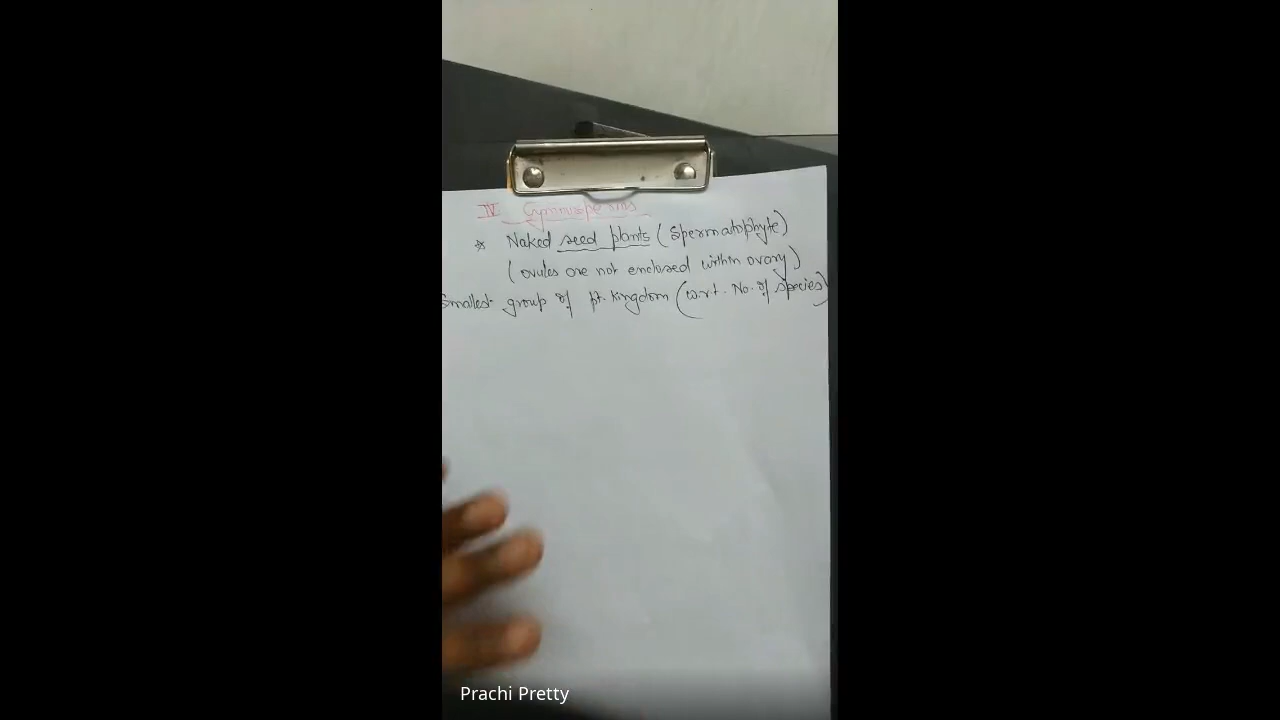 IV Gymnosperms
* Naked seed plants (Spermatophyte)
(ovules are not enclosed within ovary)
Smallest group of pt. kingdom (w.r.t. No. of species)
Prachi Pretty